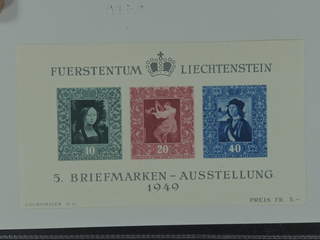 FUERSTENTUM LIECHTENSTEIN
10 20 40
5. BRIEFMARKEN - AUSSTELLUNG
1949
PREIS FR. 3.-